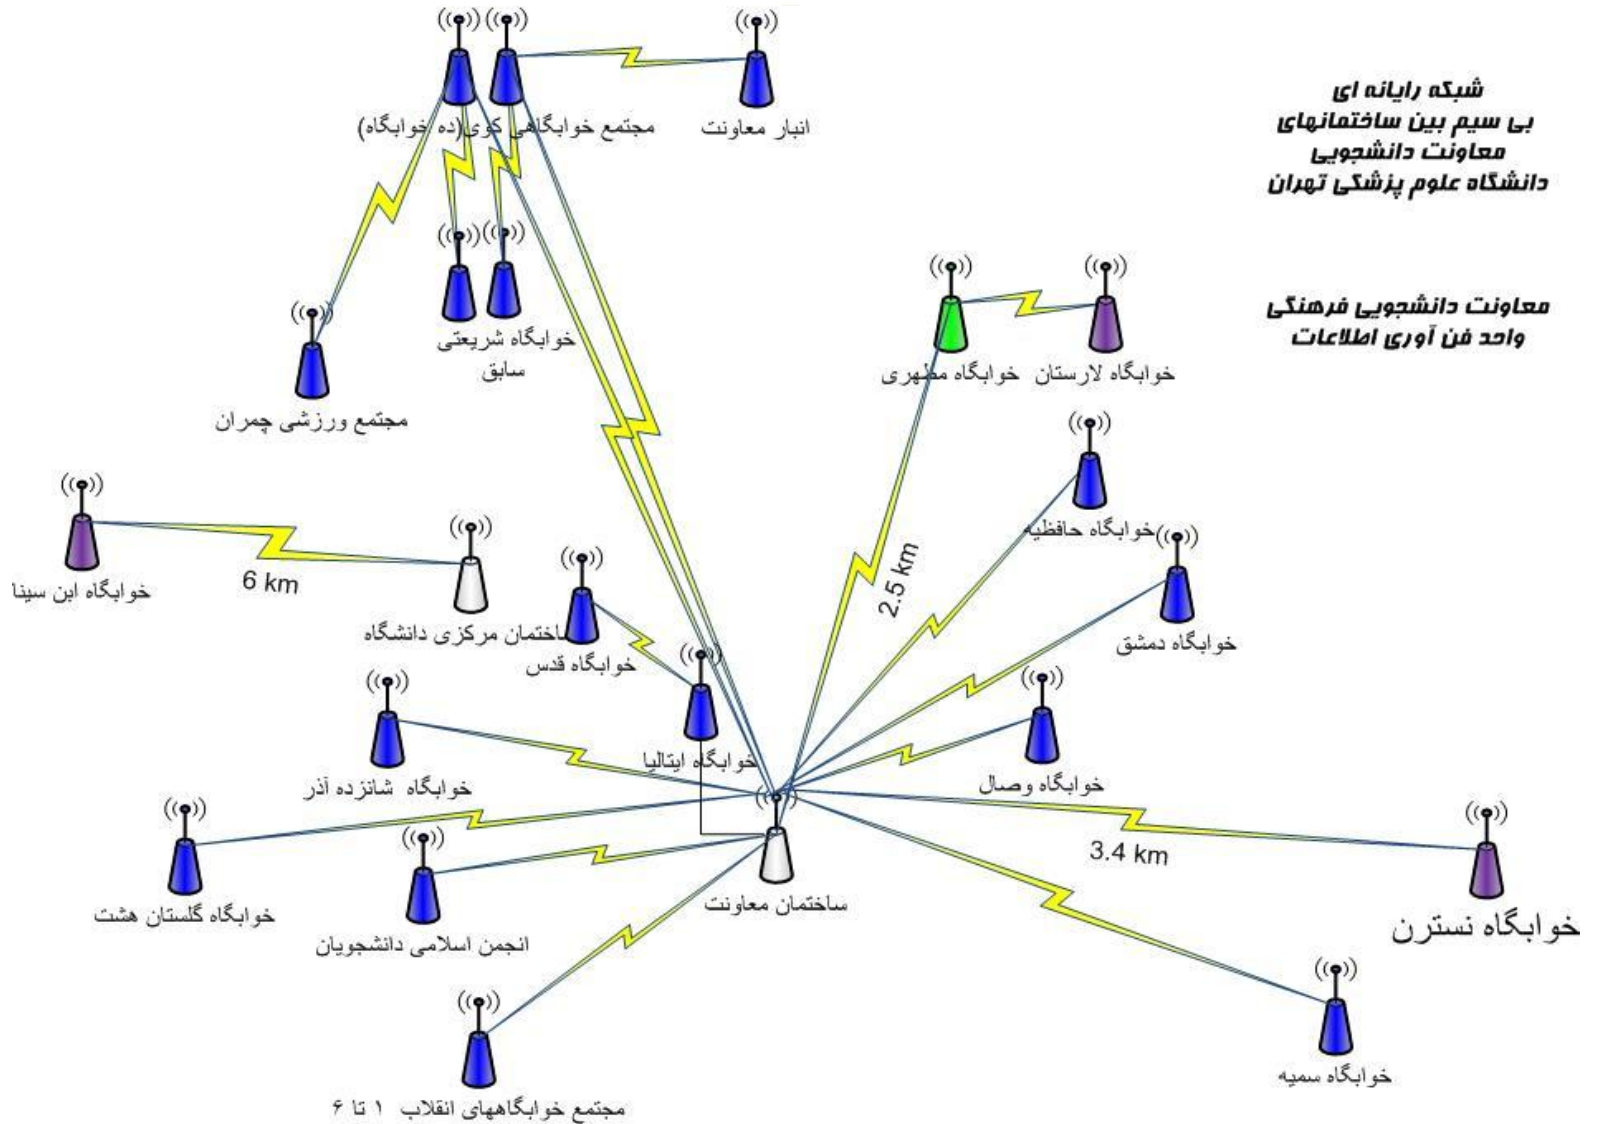 شبکه رایانه ای
بی سیم بین ساختمانهای
معاونت دانشجویی
دانشگاه علوم پزشکی تهران
معاونت دانشجویی فرهنگی
واحد فن آوری اطلاعات
انبار معاونت
مجتمع خوابگاهی کوی(ده خوابگاه)
خوابگاه شریعتی
سابق
خوابگاه لارستان
خوابگاه مطهری
مجتمع ورزشی چمران
خوابگاه حافظیه
خوابگاه ابن سینا
6 km
2.5 km
ساختمان مرکزی دانشگاه
خوابگاه دمشق
خوابگاه قدس
خوابگاه ایتالیا
خوابگاه وصال
خوابگاه شانزده آذر
3.4 km
ساختمان معاونت
خوابگاه گلستان هشت
خوابگاه نسترن
انجمن اسلامی دانشجویان
خوابگاه سمیه
مجتمع خوابگاههای انقلاب ۱ تا ۶